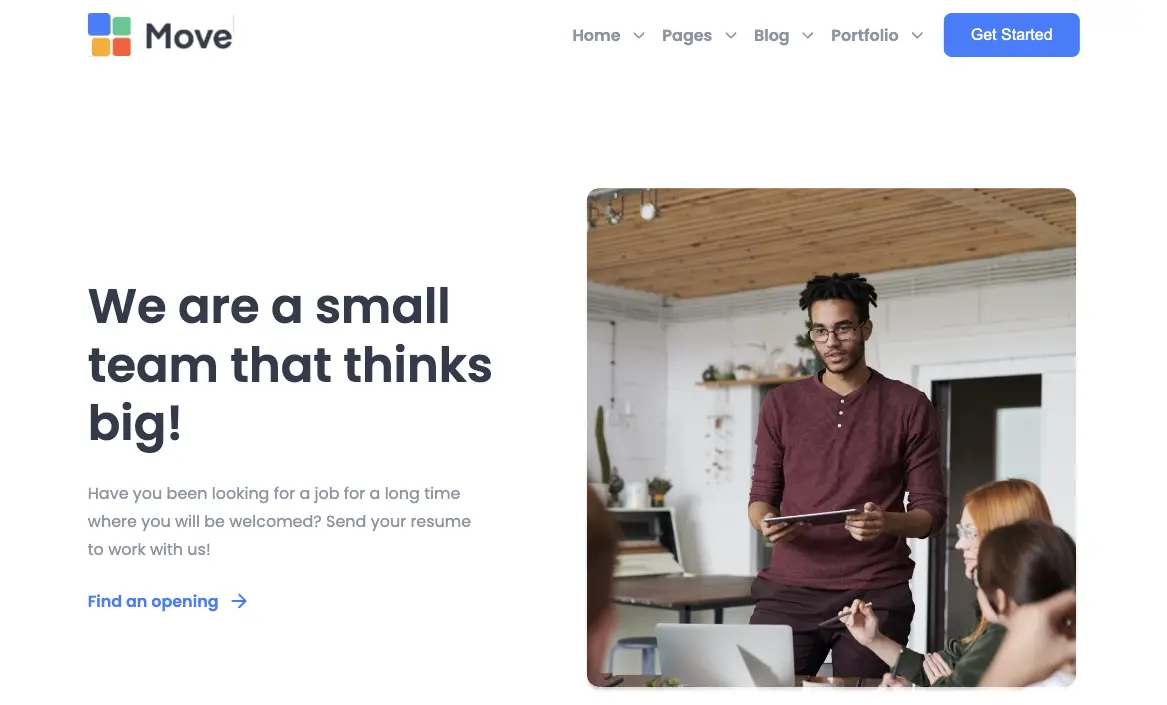 Move
Home Pages Blog Portfolio Get Started
We are a small
team that thinks
big!
Have you been looking for a job for a long time
where you will be welcomed? Send your resume
to work with us!
Find an opening